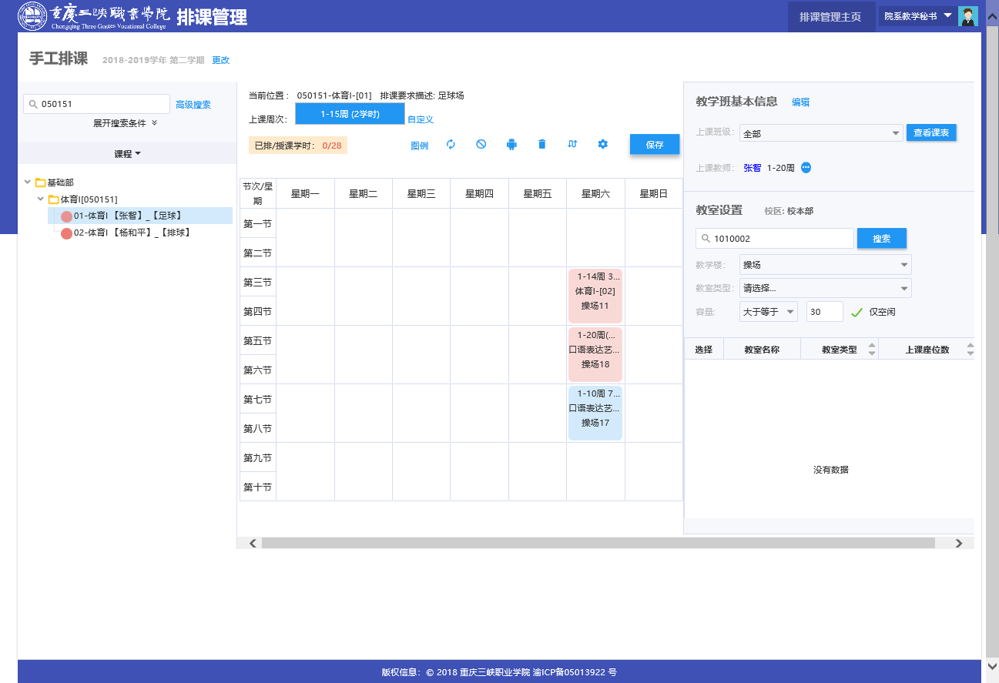 重庆三峡职业学院
Chongqing Three Gorges Vocational College
排课管理
排课管理主页
院系教学秘书
手工排课
2018-2019学年 第二学期 更改
050151
高级搜索
展开搜索条件
课程
基础部
体育I[050151]
01-体育I 【张智】_【足球】
02-体育I 【杨和平】_【排球】
当前位置： 050151-体育I-[01] 排课要求描述: 足球场
上课周次： 1-15周 (2学时) 自定义
已排/授课学时： 0/28
图例
保存
节次/星期 星期一 星期二 星期三 星期四 星期五 星期六 星期日
第一节
第二节
第三节
第四节
第五节
第六节
第七节
第八节
第九节
第十节
1-14周 3...
体育I-[02]
操场11
1-20周(...
口语表达艺...
操场18
1-10周 7...
口语表达艺...
操场17
教学班基本信息 编辑
上课班级: 全部 查看课表
上课教师: 张智 1-20周
教室设置 校区: 校本部
1010002 搜索
教学楼: 操场
教室类型: 请选择...
容量: 大于等于 30 仅空闲
选择 教室名称 教室类型 上课座位数
没有数据
版权信息：© 2018 重庆三峡职业学院 渝ICP备05013922 号